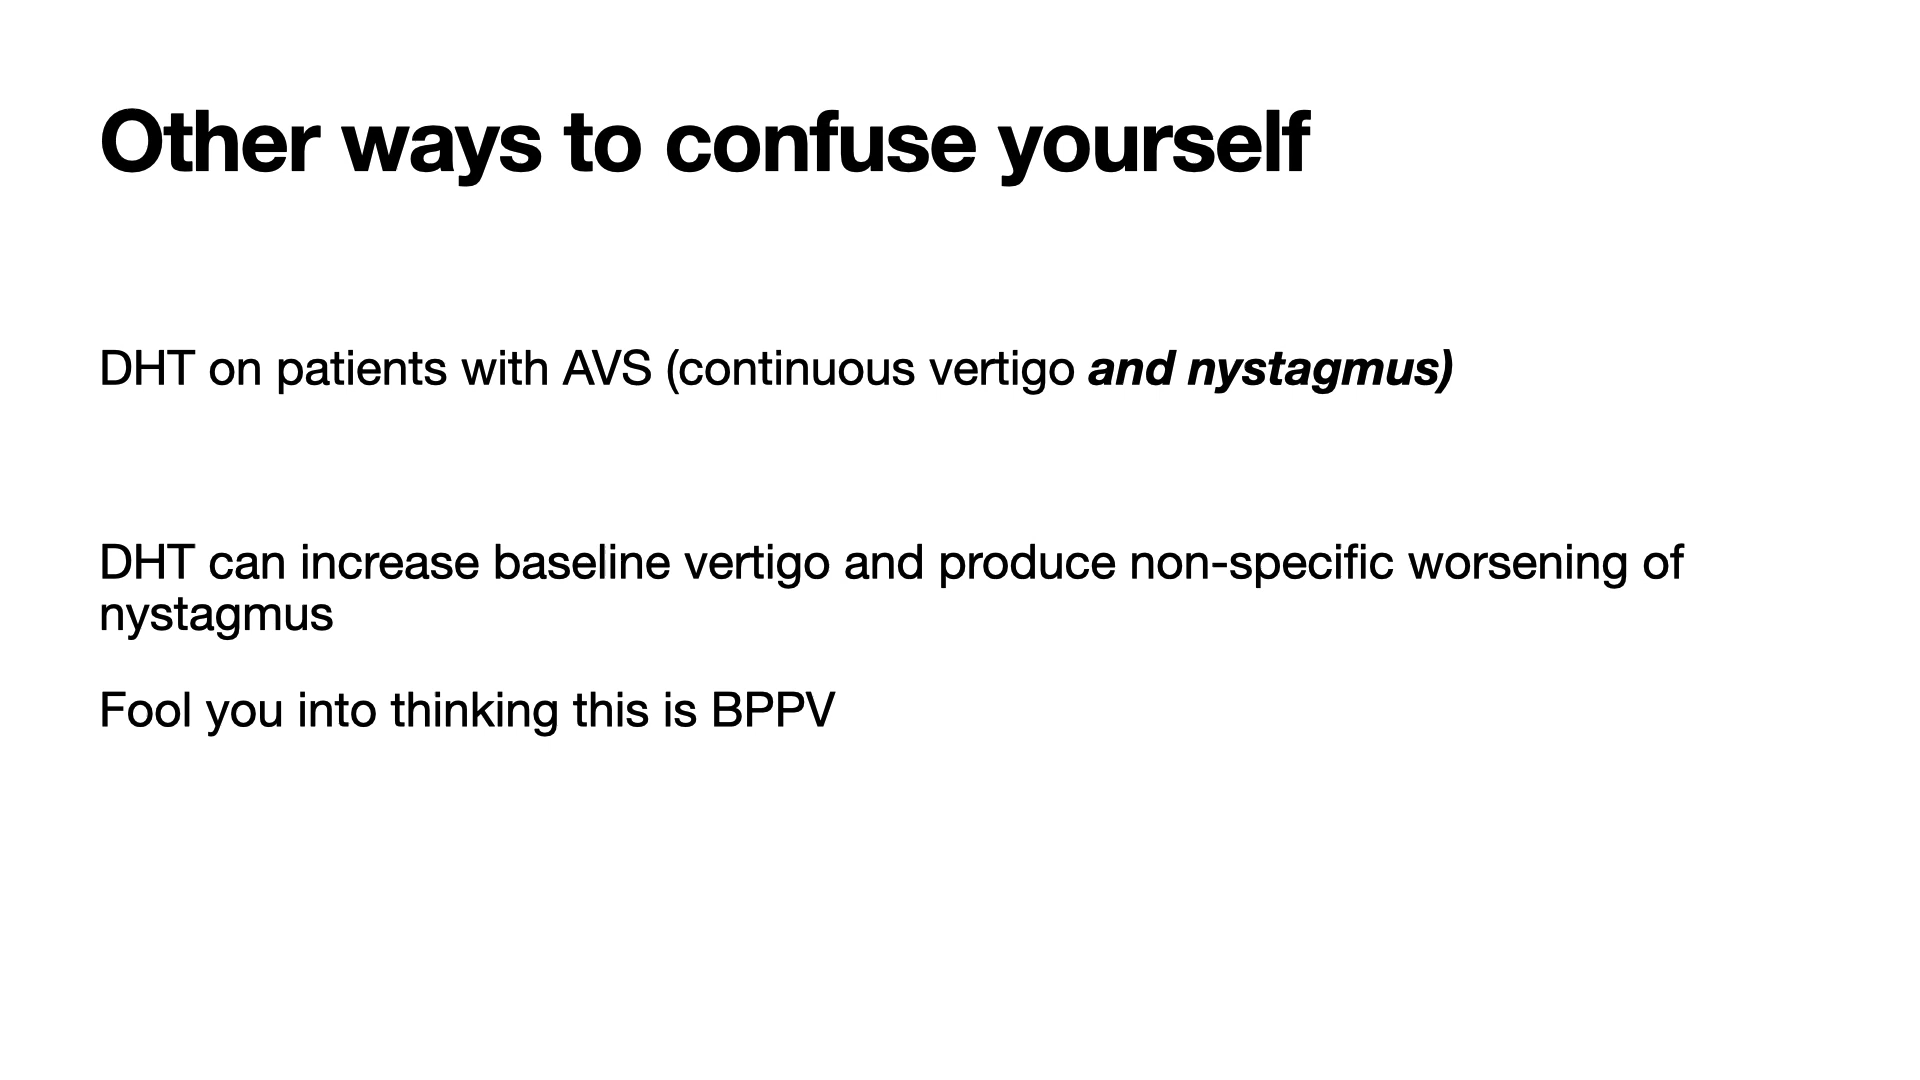 Other ways to confuse yourself
DHT on patients with AVS (continuous vertigo and nystagmus)
DHT can increase baseline vertigo and produce non-specific worsening of
nystagmus
Fool you into thinking this is BPPV